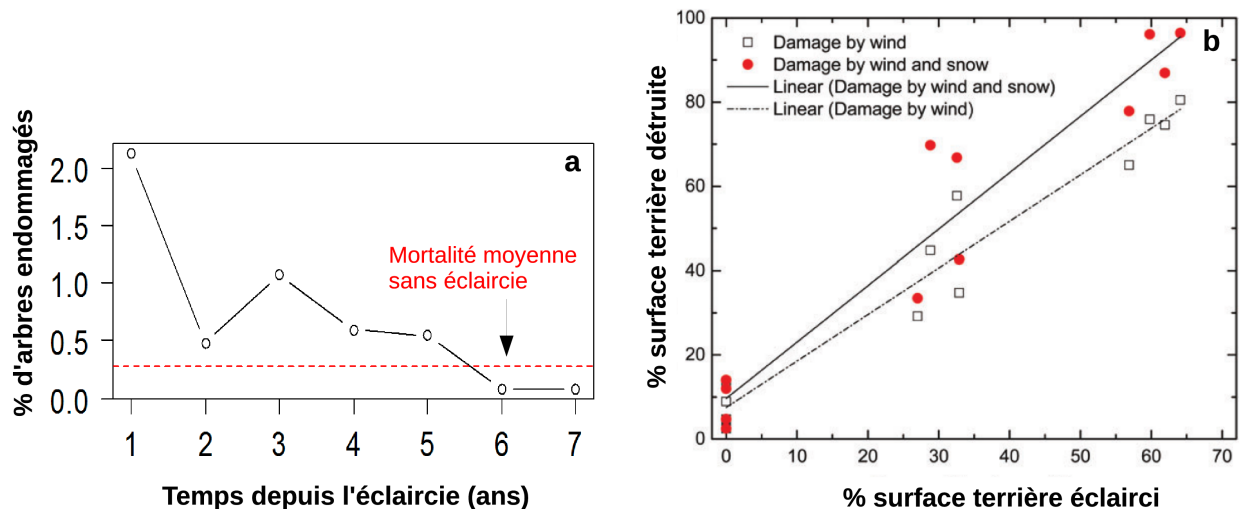 % d'arbres endommagés
2.0
1.5
1.0
0.5
0.0
a
Mortalité moyenne
sans éclaircie
1 2 3 4 5 6 7
Temps depuis l'éclaircie (ans)
% surface terrière détruite
100
80
60
40
20
0
b
Damage by wind
Damage by wind and snow
Linear (Damage by wind and snow)
Linear (Damage by wind)
0 10 20 30 40 50 60 70
% surface terrière éclairci